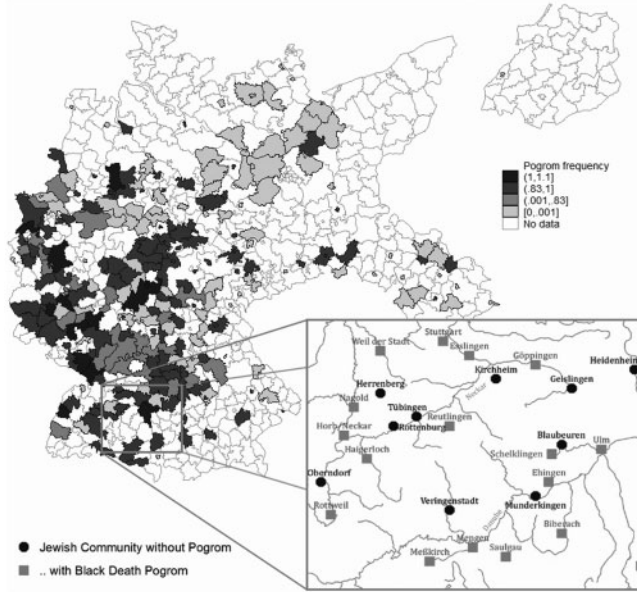 Pogrom frequency
(1,1.1]
(.83,1]
(.001,.83]
[0,.001]
No data
Stuttgart
Weil der Stadt
Esslingen
Göppingen
Heidenheim
Kirchheim
Herrenberg
Neckar
Geislingen
Nagold
Tübingen
Reutlingen
Horb/Neckar
Rottenburg
Blaubeuren
Ulm
Schelklingen
Haigerloch
Ehingen
Oberndorf
Munderkingen
Veringenstadt
Rottweil
Biberach
Mengen
Saulgau
Meßkirch
Jewish Community without Pogrom
.. with Black Death Pogrom